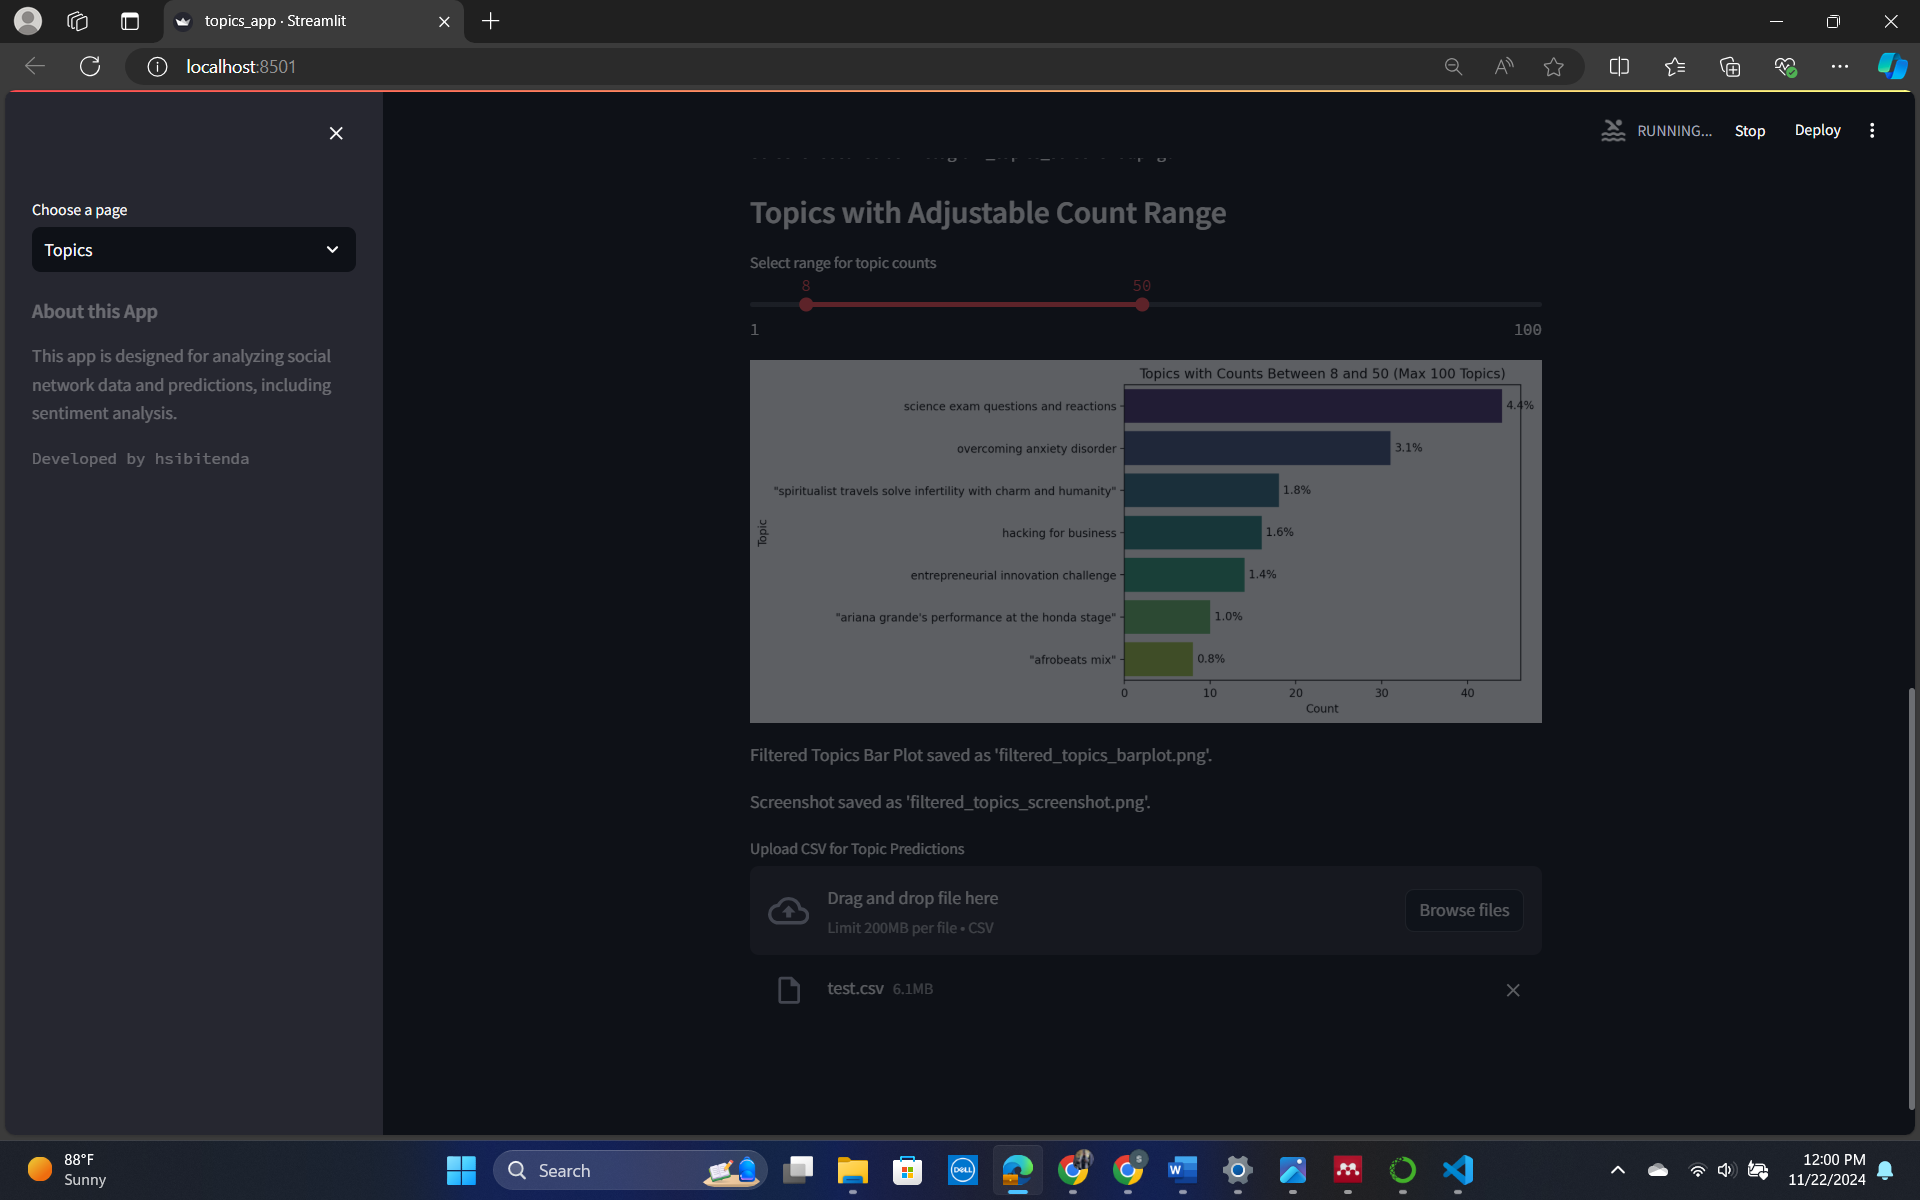 topics_app · Streamlit
localhost:8501
RUNNING...
Stop
Deploy
Choose a page
Topics
About this App
This app is designed for analyzing social
network data and predictions, including
sentiment analysis.
Developed by hsibitenda
Topics with Adjustable Count Range
Select range for topic counts
8
50
1
100
Topics with Counts Between 8 and 50 (Max 100 Topics)
science exam questions and reactions
4.4%
overcoming anxiety disorder
3.1%
"spiritualist travels solve infertility with charm and humanity"
1.8%
hacking for business
1.6%
entrepreneurial innovation challenge
1.4%
"ariana grande's performance at the honda stage"
1.0%
"afrobeats mix"
0.8%
Topic
0 10 20 30 40
Count
Filtered Topics Bar Plot saved as 'filtered_topics_barplot.png'.
Screenshot saved as 'filtered_topics_screenshot.png'.
Upload CSV for Topic Predictions
Drag and drop file here
Limit 200MB per file • CSV
Browse files
test.csv 6.1MB
88°F
Sunny
Search
DELL
12:00 PM
11/22/2024